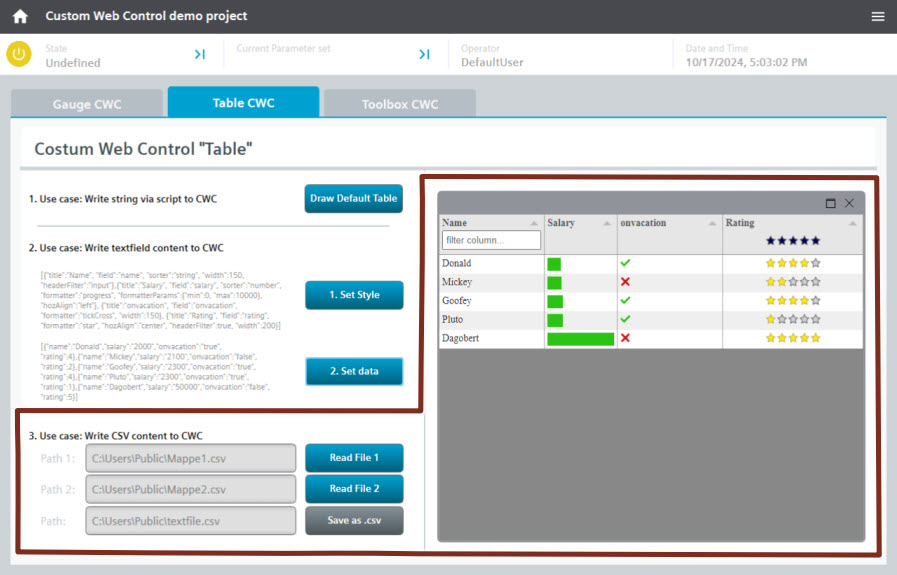 Custom Web Control demo project
State
Undefined
Current Parameter set
Operator
DefaultUser
Date and Time
10/17/2024, 5:03:02 PM
Gauge CWC
Table CWC
Toolbox CWC
Costum Web Control "Table"
1. Use case: Write string via script to CWC
Draw Default Table
2. Use case: Write textfield content to CWC
[{"title":"Name", "field":"name", "sorter":"string", "width":150,
"headerFilter":"input"},{"title":"Salary", "field":"salary", "sorter":"number",
"formatter":"progress", "formatterParams":{"min":0, "max":10000},
"hozAlign":"left"}, {"title":"onvacation", "field":"onvacation",
"formatter":"tickCross", "width":150}, {"title":"Rating", "field":"rating",
"formatter":"star", "hozAlign":"center", "headerFilter":true, "width":200}]
1. Set Style
[{"name":"Donald","salary":"2000","onvacation":"true",
"rating":4},{"name":"Mickey","salary":"2100","onvacation":"false",
"rating":2},{"name":"Goofey","salary":"2300","onvacation":"true",
"rating":4},{"name":"Pluto","salary":"2300","onvacation":"true",
"rating":1},{"name":"Dagobert","salary":"50000","onvacation":"false",
"rating":5}]
2. Set data
3. Use case: Write CSV content to CWC
Path 1: C:\Users\Public\Mappe1.csv Read File 1
Path 2: C:\Users\Public\Mappe2.csv Read File 2
Path: C:\Users\Public\textfile.csv Save as .csv
Name Salary onvacation Rating
filter column...
Donald
Mickey
Goofey
Pluto
Dagobert